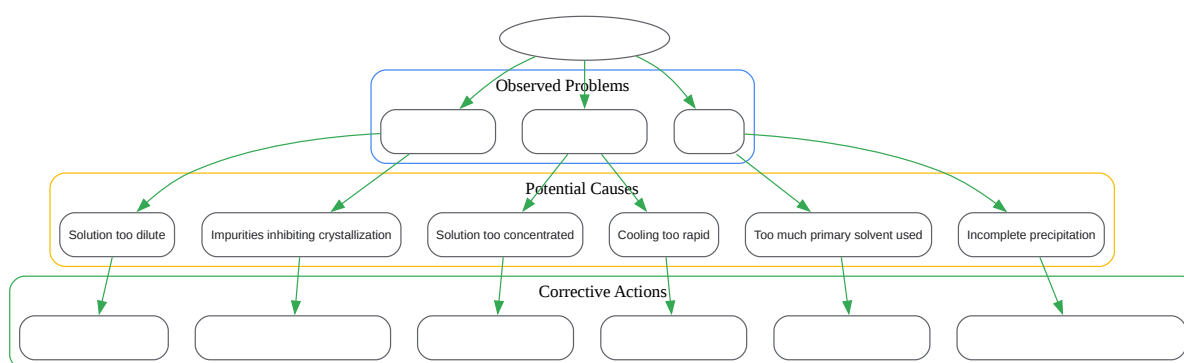 Observed Problems
Potential Causes
Solution too dilute
Impurities inhibiting crystallization
Solution too concentrated
Cooling too rapid
Too much primary solvent used
Incomplete precipitation
Corrective Actions